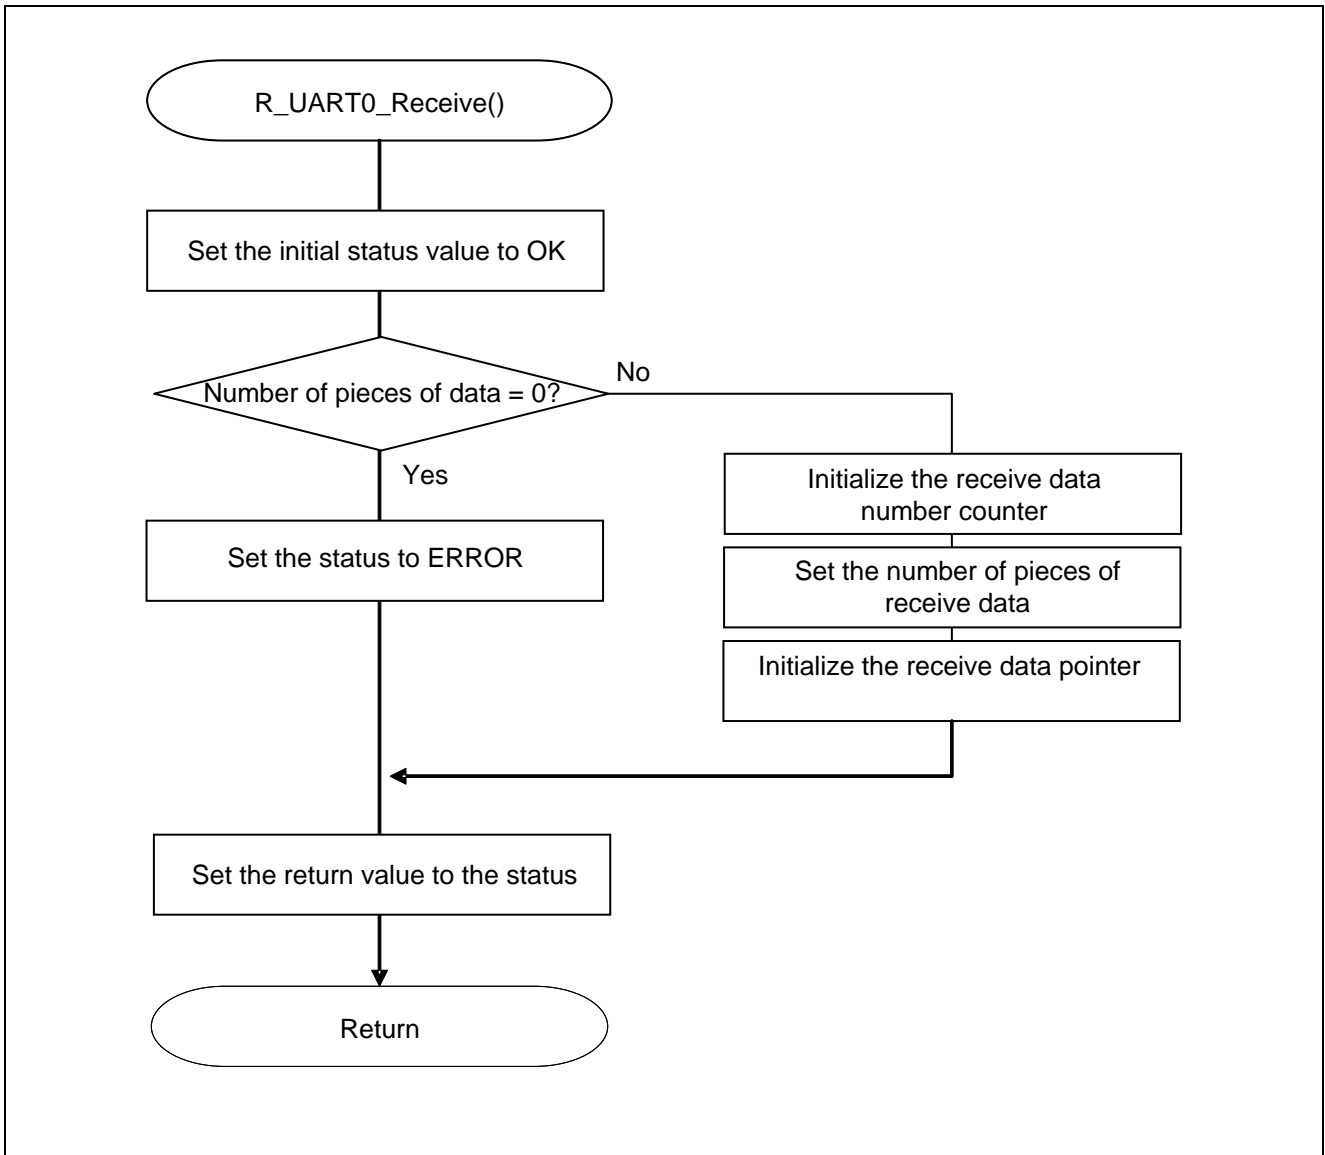 R_UART0_Receive()
Set the initial status value to OK
Number of pieces of data = 0?
No
Yes
Initialize the receive data
number counter
Set the status to ERROR
Set the number of pieces of
receive data
Initialize the receive data pointer
Set the return value to the status
Return